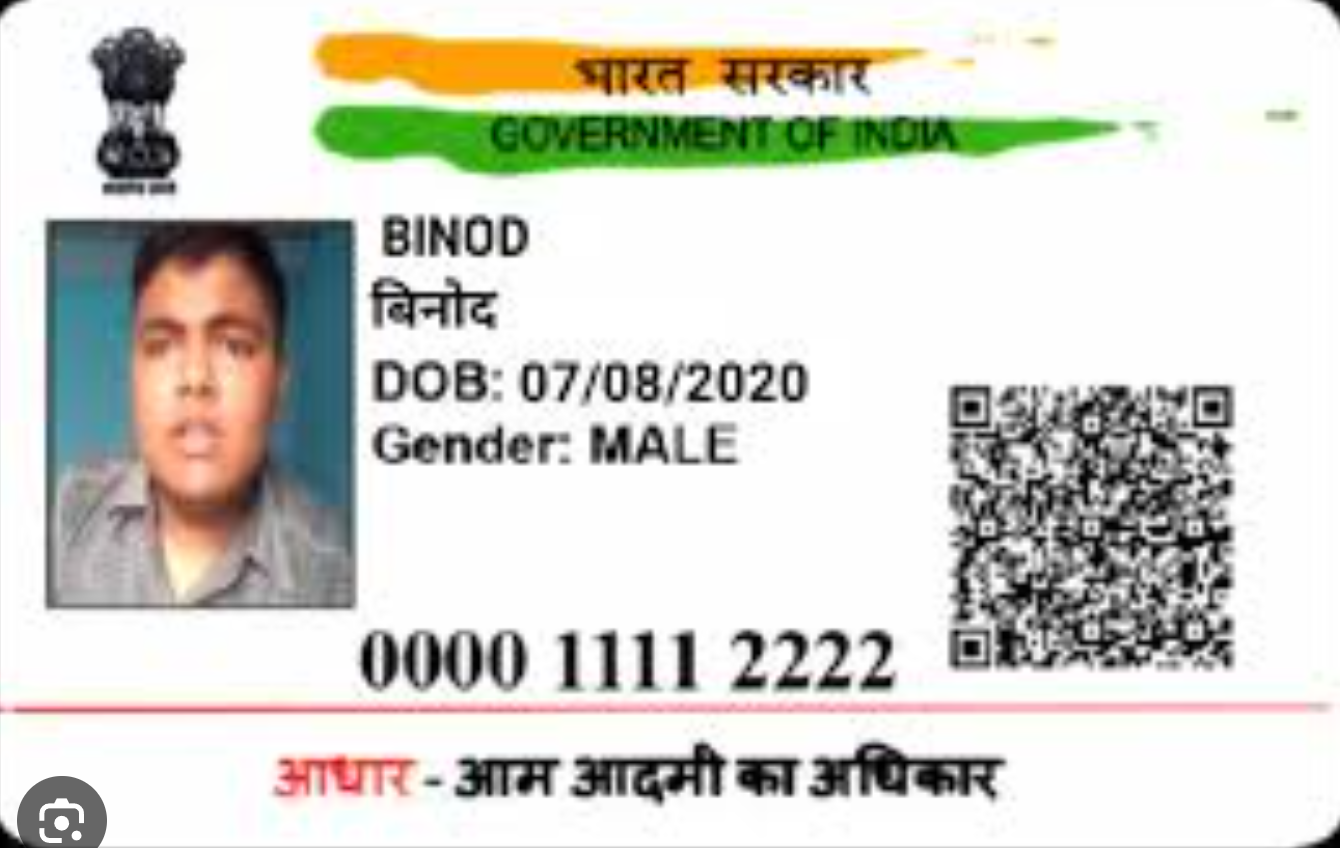 भारत सरकार
GOVERNMENT OF INDIA
BINOD
बिनोद
DOB: 07/08/2020
Gender: MALE
0000 1111 2222
आधार - आम आदमी का अधिकार